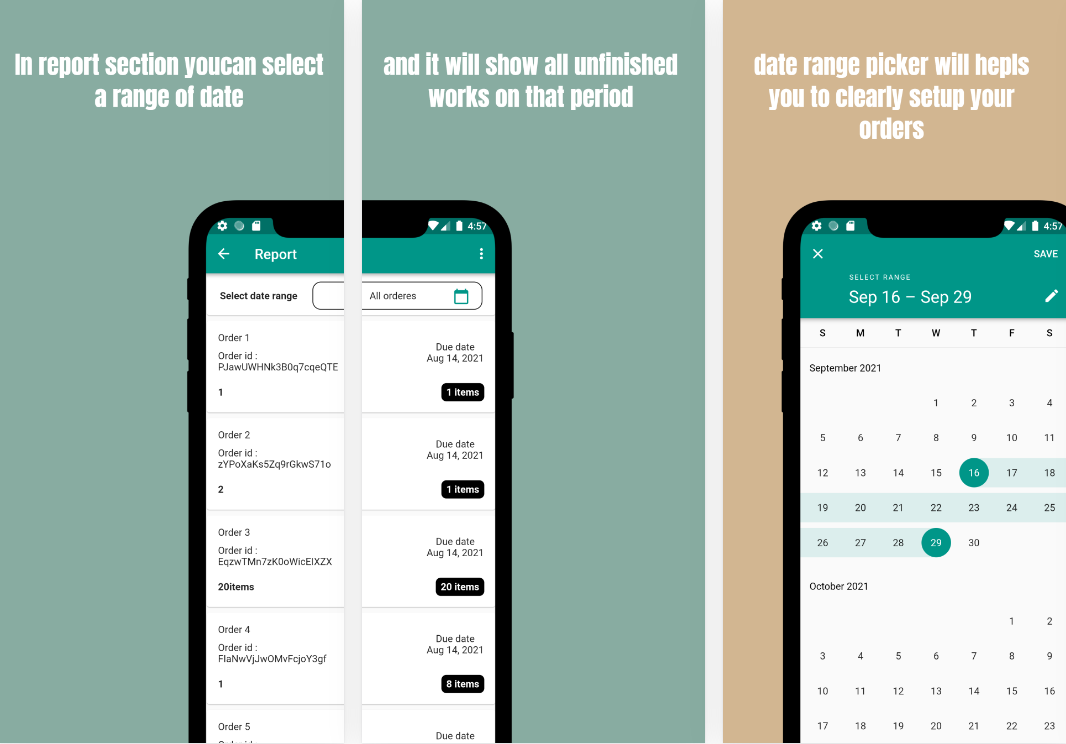 In report section youcan select
a range of date
4:57
Report
Select date range
All orderes
Order 1
Order id :
PJawUWHNk3B0q7cqeQTE
1
Due date
Aug 14, 2021
1 items
Order 2
Order id :
zYPoXaKs5Zq9rGkwS71o
2
Due date
Aug 14, 2021
1 items
Order 3
Order id :
EqzwTMn7zK0oWicEIXZX
20items
Due date
Aug 14, 2021
20 items
Order 4
Order id :
FlaNwVjJwOMvFcjoY3gf
1
Due date
Aug 14, 2021
8 items
Order 5
Due date
and it will show all unfinished
works on that period
date range picker will hepls
you to clearly setup your
orders
4:57
SAVE
SELECT RANGE
Sep 16 – Sep 29
S M T W T F S
September 2021
1 2 3 4
5 6 7 8 9 10 11
12 13 14 15 16 17 18
19 20 21 22 23 24 25
26 27 28 29 30
October 2021
1 2
3 4 5 6 7 8 9
10 11 12 13 14 15 16
17 18 19 20 21 22 23